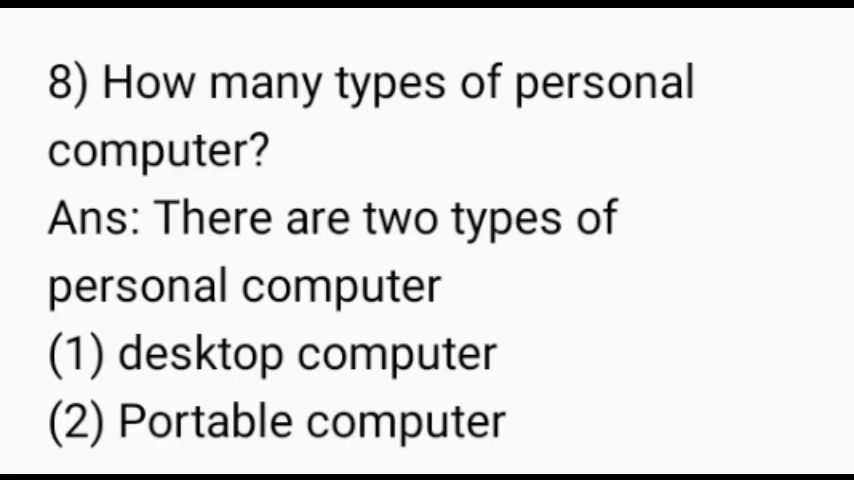 8) How many types of personal
computer?
Ans: There are two types of
personal computer
(1) desktop computer
(2) Portable computer